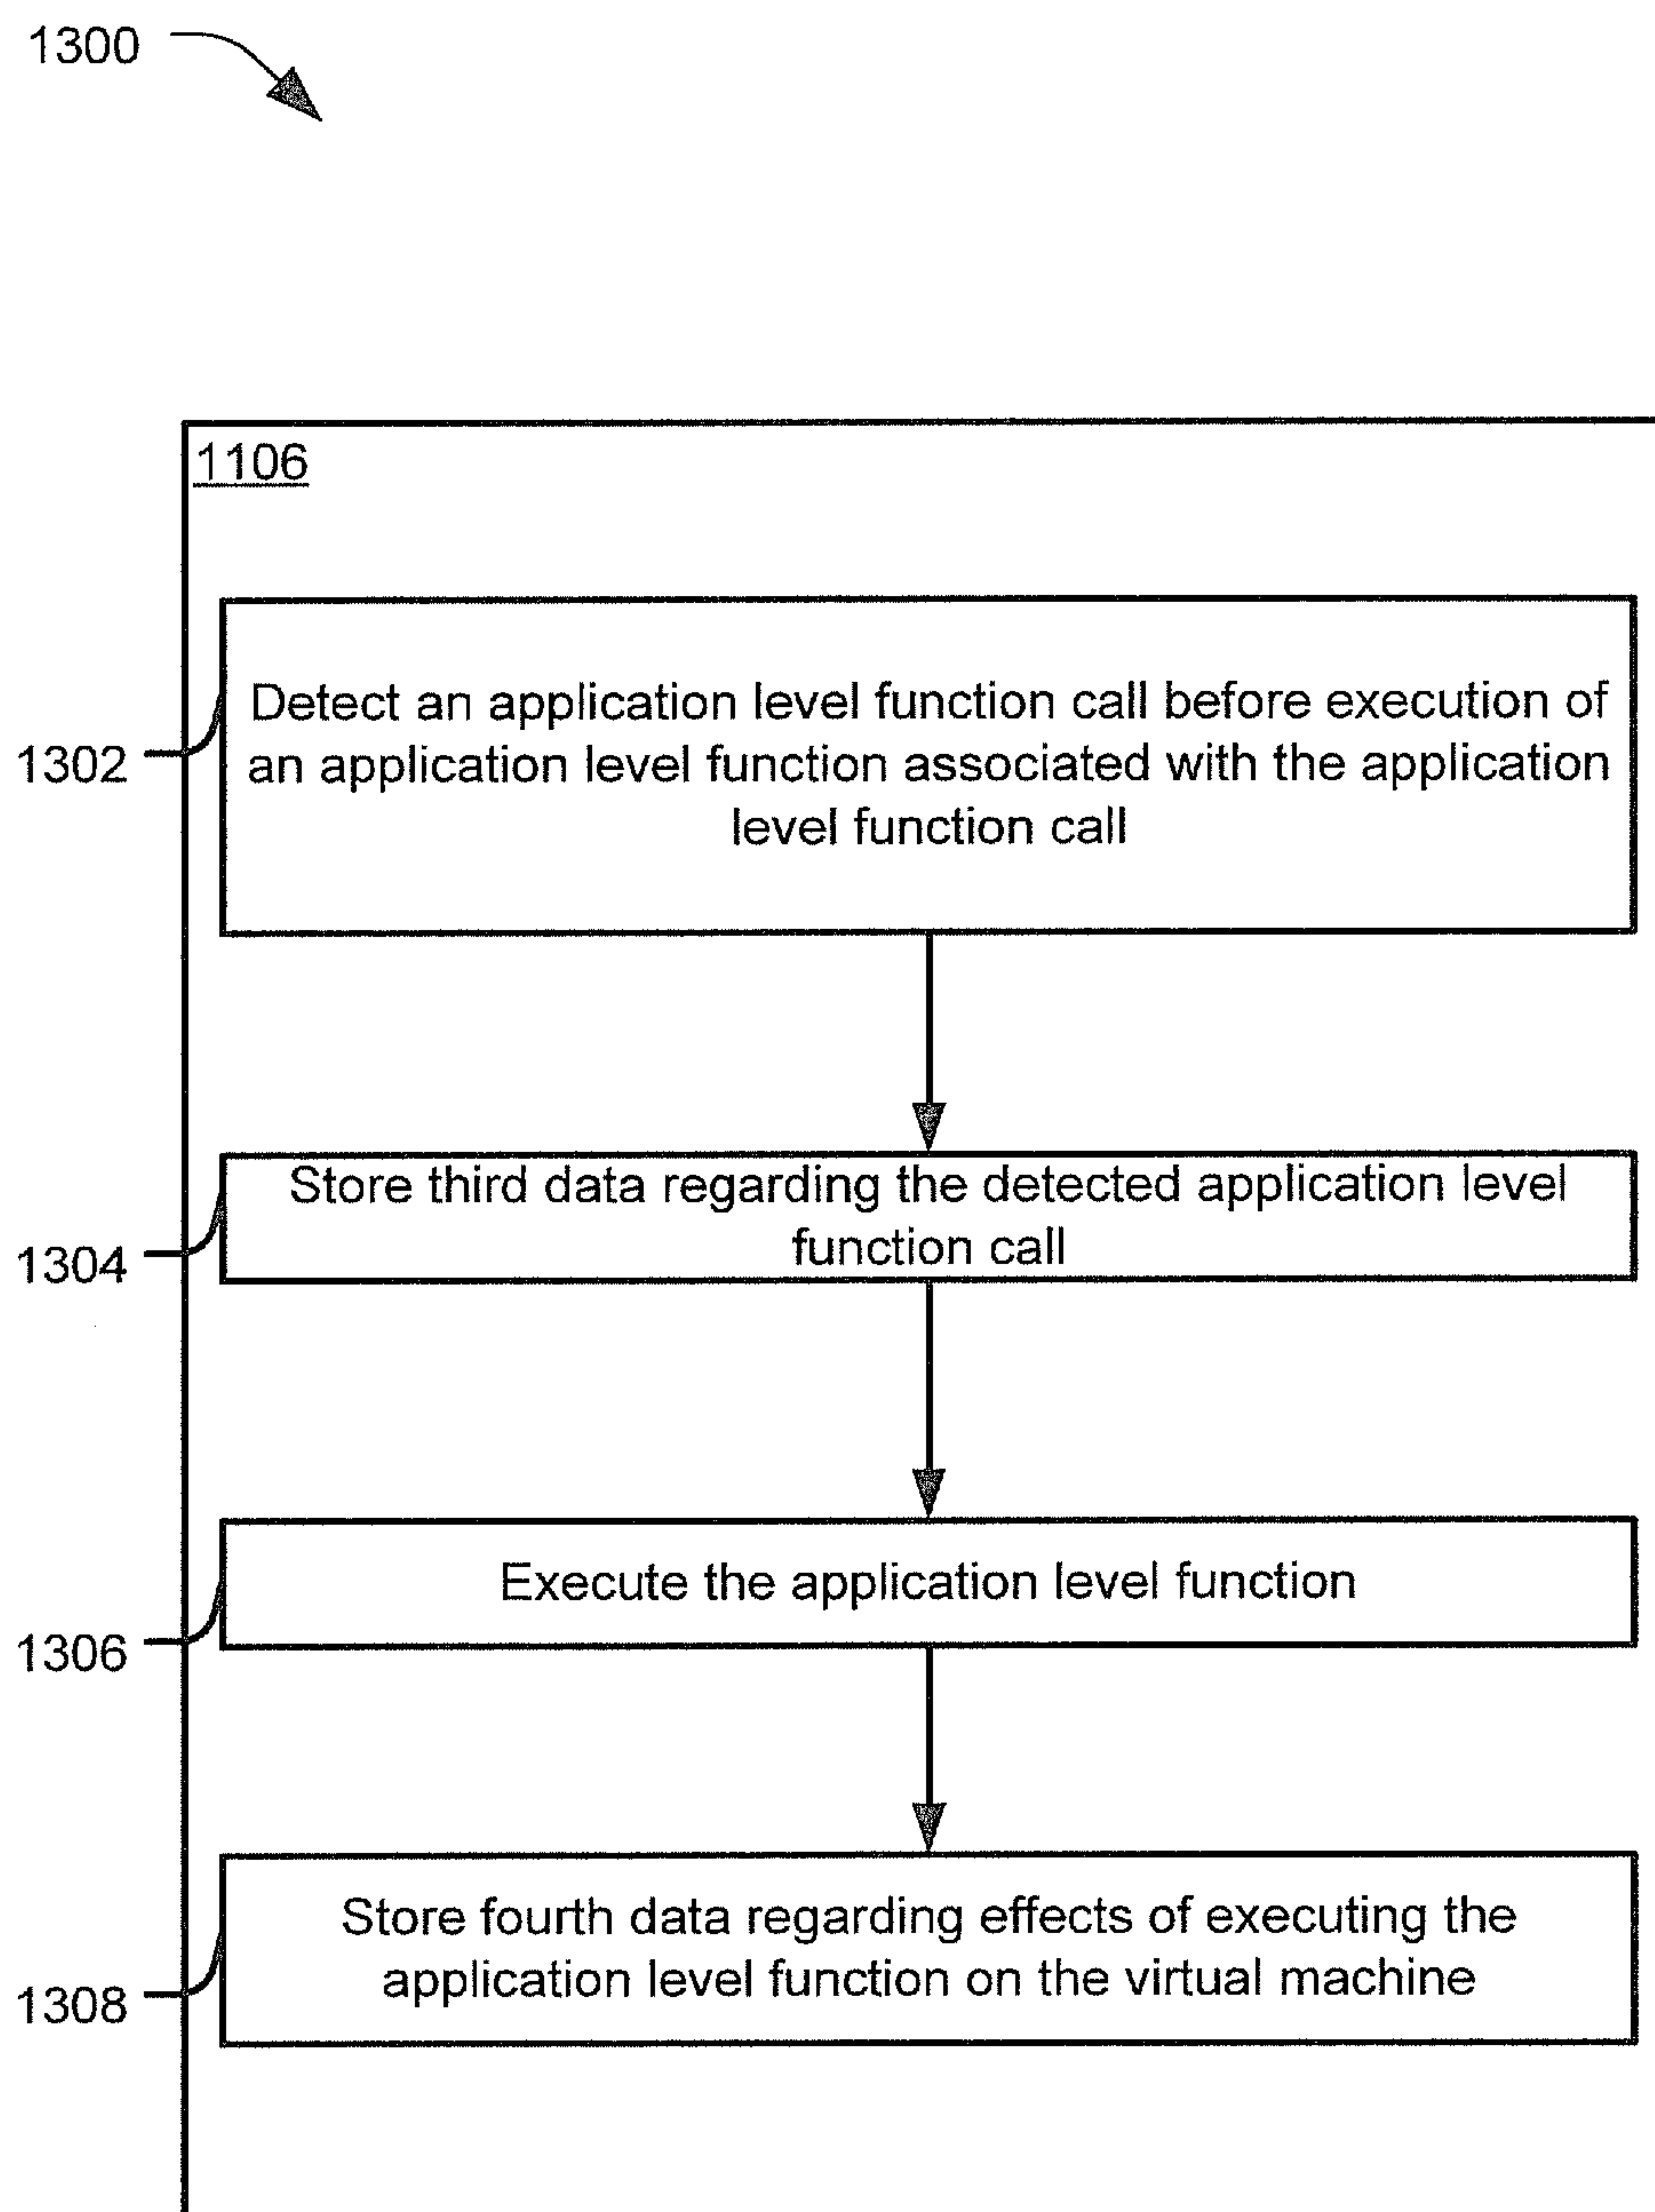 1300
1106
Detect an application level function call before execution of
an application level function associated with the application
level function call
1302
Store third data regarding the detected application level
function call
1304
Execute the application level function
1306
Store fourth data regarding effects of executing the
application level function on the virtual machine
1308